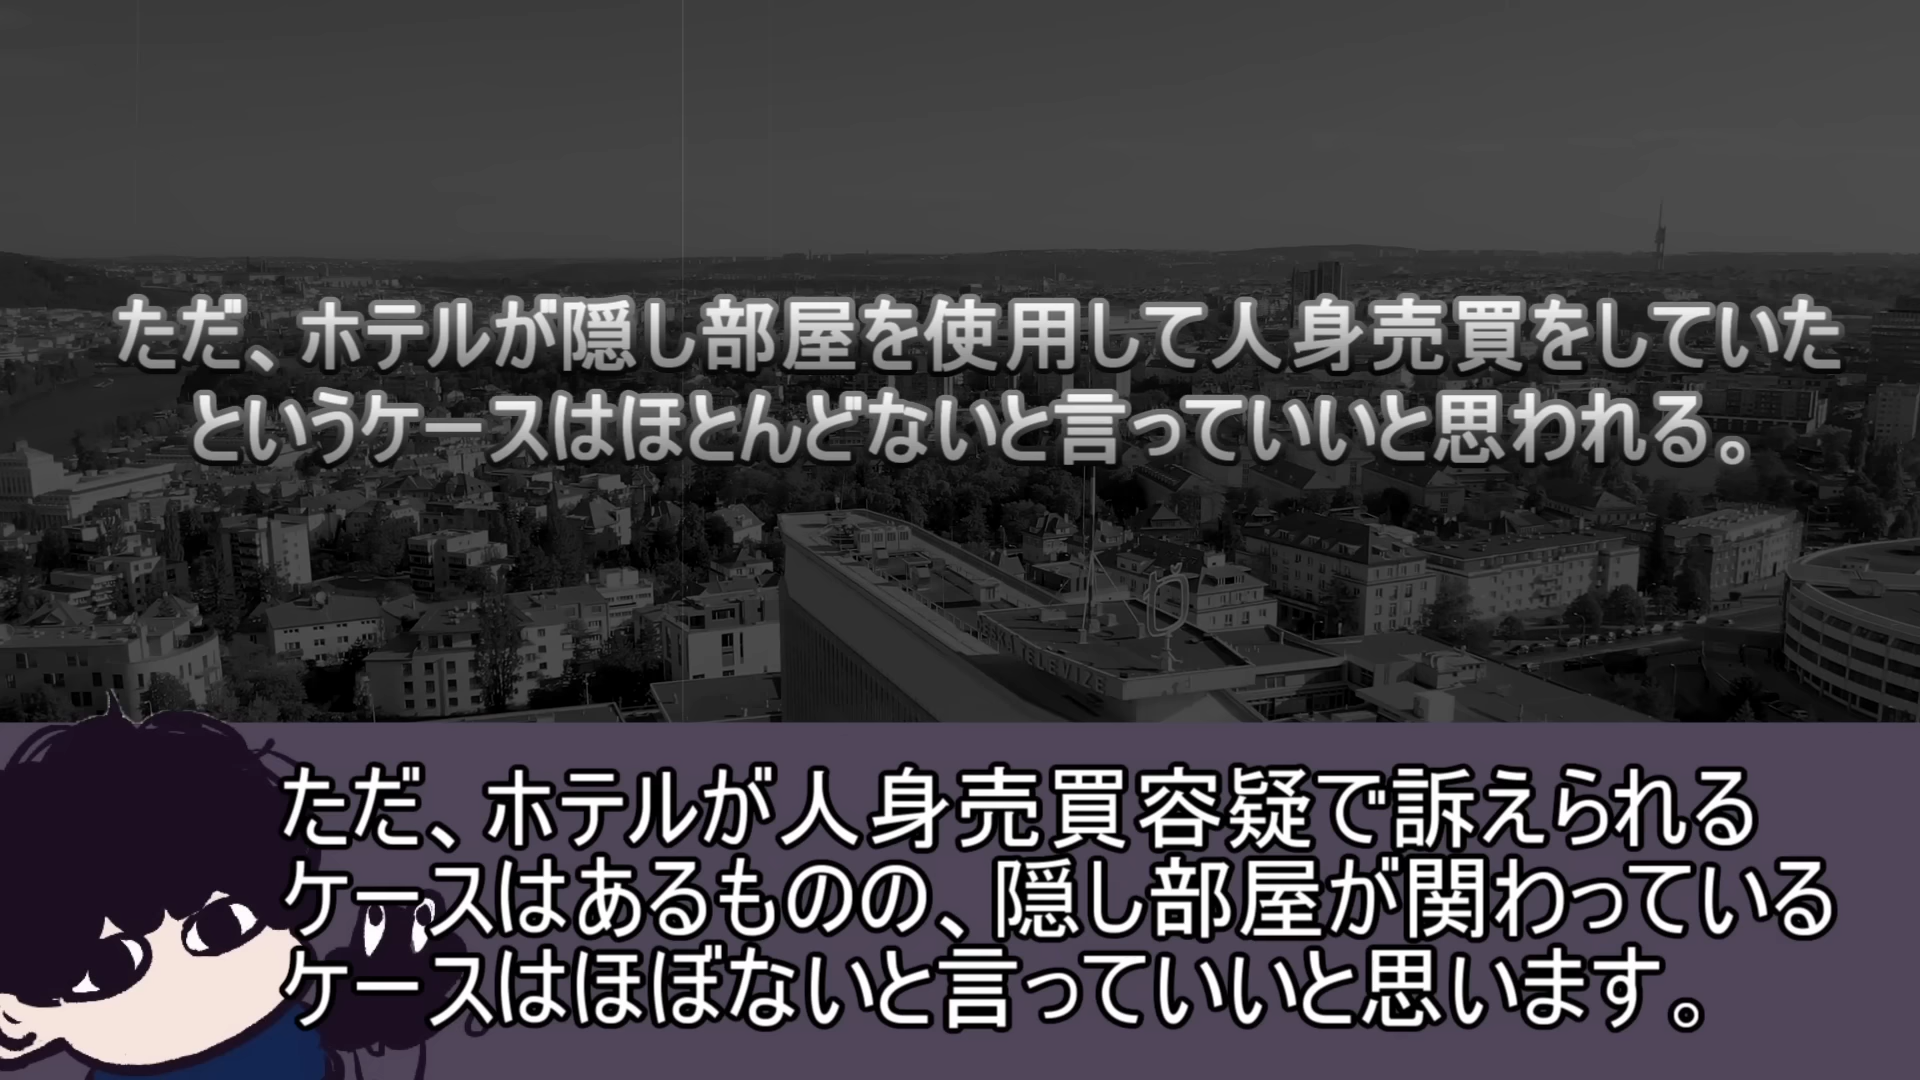 ただ、ホテルが隠し部屋を使用して人身売買をしていた
というケースはほとんどないと言っていいと思われる。
ただ、ホテルが人身売買容疑で訴えられる
ケースはあるものの、隠し部屋が関わっている
ケースはほぼないと言っていいと思います。